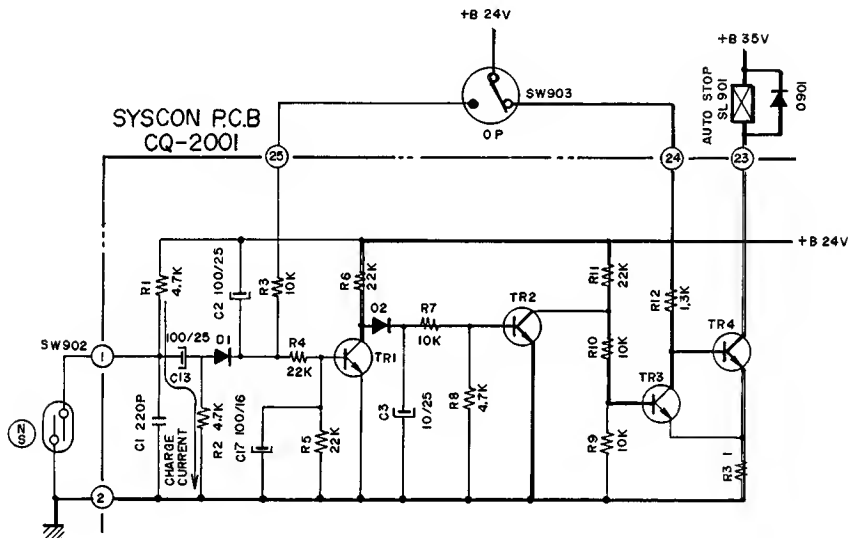 +B 24V
+B 35V
SW903
OP
AUTO STOP
SL 901
D901
SYSCON P.C.B
CQ-2001
25
24
23
+B 24V
R1
4.7K
C2 100/25
R3
10K
R6
22K
R11
22K
R12
1.3K
SW902
1
100/25
C13
D1
R4
22K
TR1
D2
R7
10K
TR2
R10
10K
TR3
TR4
NS
C1 220P
CHARGE
CURRENT
R2 4.7K
C17 100/16
R5
22K
C3
10/25
R8
4.7K
R9
10K
R3 1
2